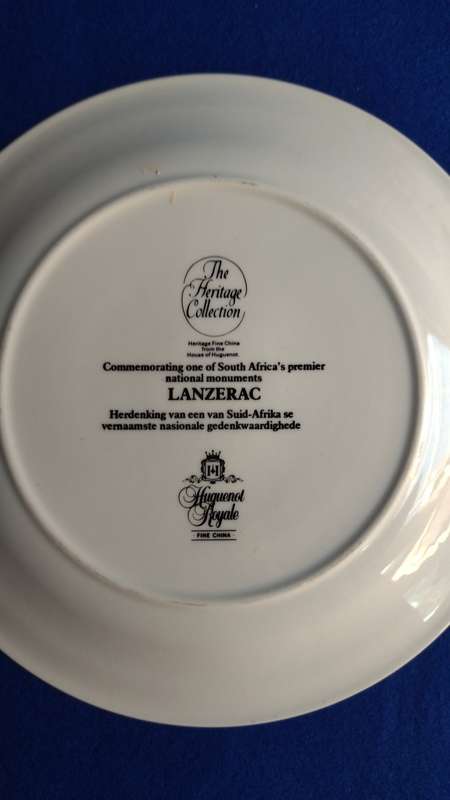 The
Heritage
Collection
Heritage Fine China
from the
House of Huguenot.
Commemorating one of South Africa's premier
national monuments
LANZERAC
Herdenking van een van Suid-Afrika se
vernaamste nasionale gedenkwaardighede
H
Huguenot
Royale
FINE CHINA